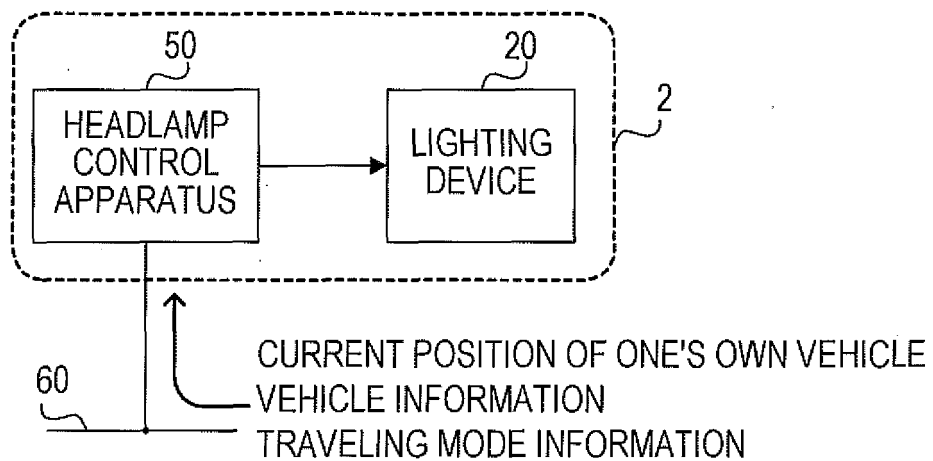 50
20
2
HEADLAMP
CONTROL
APPARATUS
LIGHTING
DEVICE
CURRENT POSITION OF ONE'S OWN VEHICLE
60
VEHICLE INFORMATION
TRAVELING MODE INFORMATION